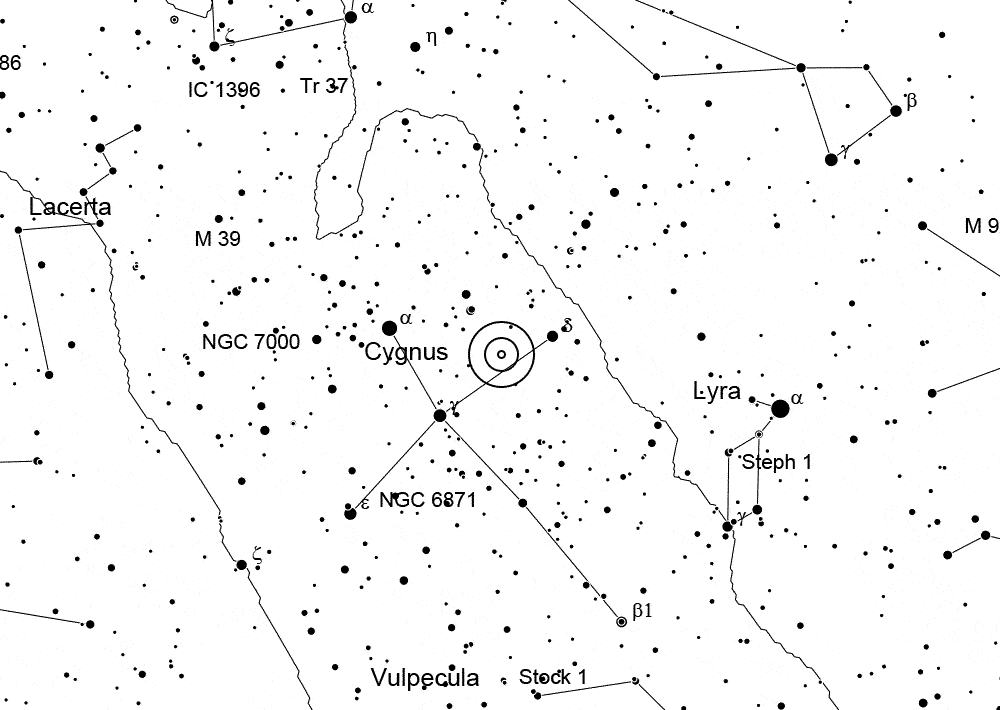 α
ζ
η
86
IC 1396
Tr 37
β
γ
Lacerta
M 39
M 9
α
δ
NGC 7000
Cygnus
Lyra
α
γ
Steph 1
ε
NGC 6871
γ
ζ
β1
Vulpecula
Stock 1